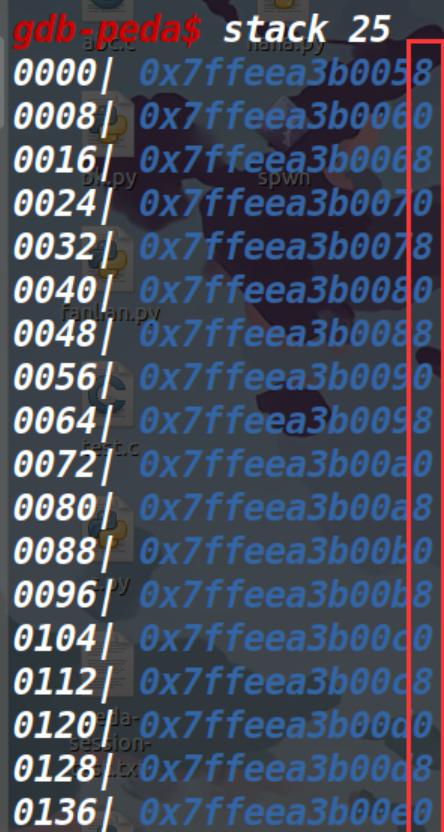 gdb-peda$ stack 25
0000| 0x7ffeea3b0058
0008| 0x7ffeea3b0060
0016| 0x7ffeea3b0068
0024| 0x7ffeea3b0070
0032| 0x7ffeea3b0078
0040| 0x7ffeea3b0080
0048| 0x7ffeea3b0088
0056| 0x7ffeea3b0090
0064| 0x7ffeea3b0098
0072| 0x7ffeea3b00a0
0080| 0x7ffeea3b00a8
0088| 0x7ffeea3b00b0
0096| 0x7ffeea3b00b8
0104| 0x7ffeea3b00c0
0112| 0x7ffeea3b00c8
0120| 0x7ffeea3b00d0
0128| 0x7ffeea3b00d8
0136| 0x7ffeea3b00e0